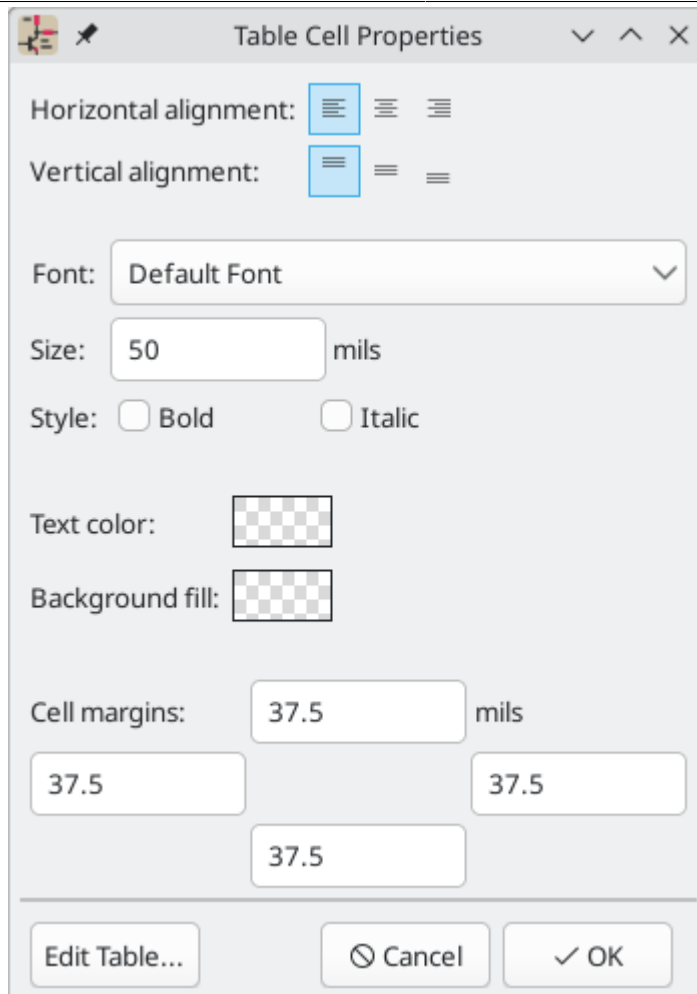 Table Cell Properties
Horizontal alignment:
Vertical alignment:
Font: Default Font
Size: 50 mils
Style: Bold Italic
Text color:
Background fill:
Cell margins: 37.5 mils
37.5 37.5
37.5
Edit Table... Cancel OK